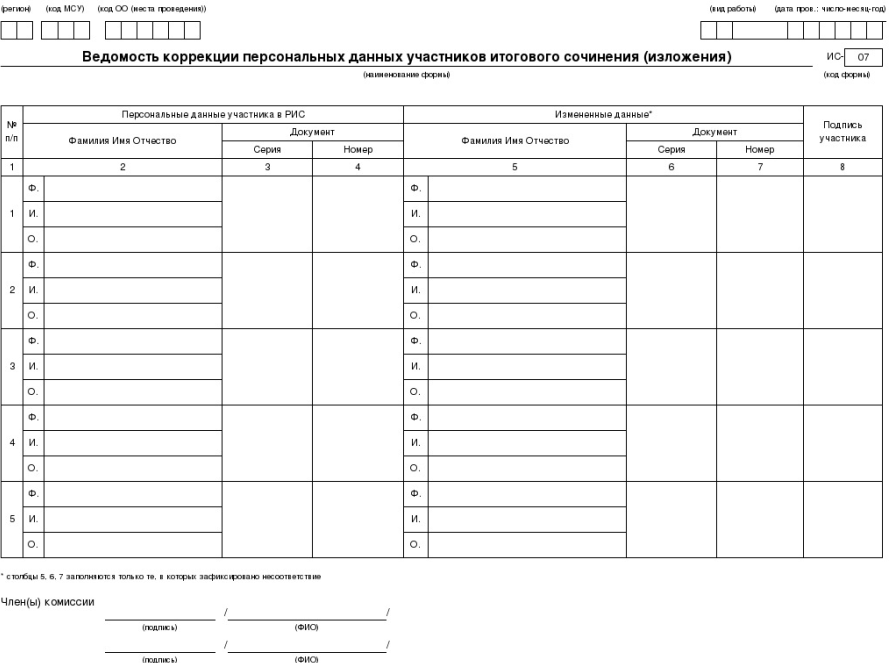 (регион) (код МСУ) (код ОО (места проведения)) (вид работы) (дата пров.: число-месяц-год)
Ведомость коррекции персональных данных участников итогового сочинения (изложения) ИС- 07
(наименование формы) (код формы)
№ п/п Персональные данные участника в РИС Измененные данные* Подпись участника
Фамилия Имя Отчество Документ Фамилия Имя Отчество Документ
Серия Номер Серия Номер
1 2 3 4 5 6 7 8
Ф. Ф.
1 И. И.
О. О.
Ф. Ф.
2 И. И.
О. О.
Ф. Ф.
3 И. И.
О. О.
Ф. Ф.
4 И. И.
О. О.
Ф. Ф.
5 И. И.
О. О.
* столбцы 5, 6, 7 заполняются только те, в которых зафиксировано несоответствие
Член(ы) комиссии
/ /
(подпись) (ФИО)
/ /
(подпись) (ФИО)